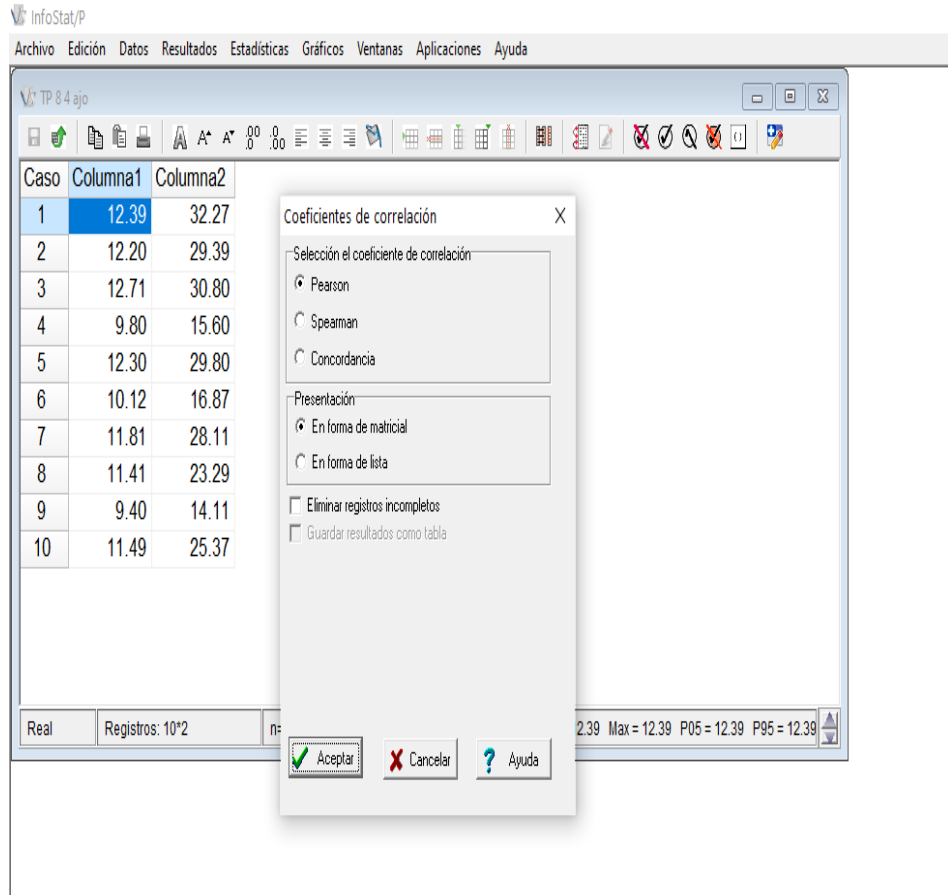 InfoStat/P
Archivo Edición Datos Resultados Estadísticas Gráficos Ventanas Aplicaciones Ayuda
TP 8 4 ajo
Caso Columna1 Columna2
1 12.39 32.27
2 12.20 29.39
3 12.71 30.80
4 9.80 15.60
5 12.30 29.80
6 10.12 16.87
7 11.81 28.11
8 11.41 23.29
9 9.40 14.11
10 11.49 25.37
Coeficientes de correlación
Selección el coeficiente de correlación
Pearson
Spearman
Concordancia
Presentación
En forma de matricial
En forma de lista
Eliminar registros incompletos
Guardar resultados como tabla
Aceptar Cancelar ? Ayuda
Real Registros: 10*2 n= 2.39 Max = 12.39 P05 = 12.39 P95 = 12.39